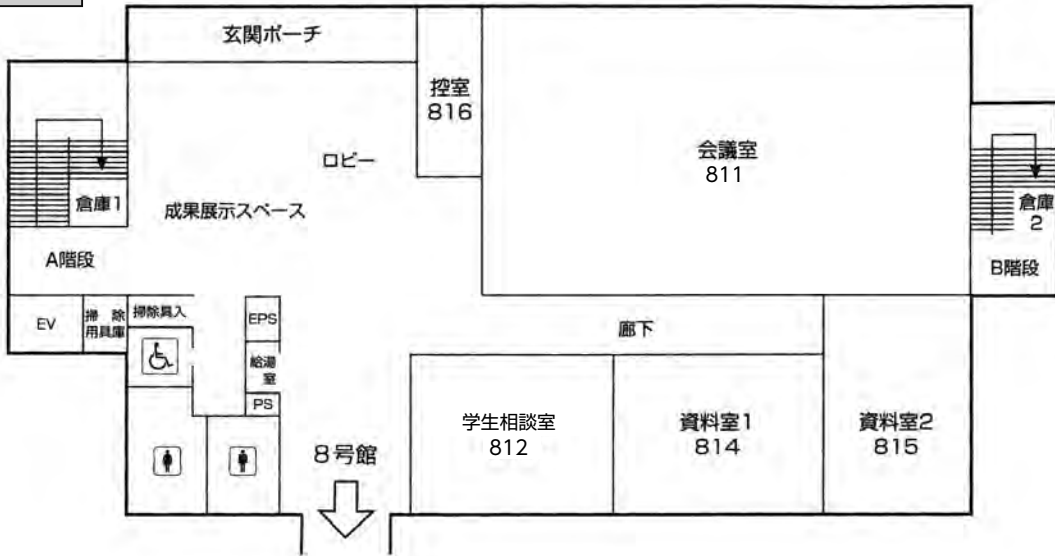 玄関ポーチ
控室
816
ロビー
会議室
811
倉庫1
成果展示スペース
倉庫
2
A階段
B階段
EV
掃除
用具庫
掃除具入
EPS
給湯
室
PS
廊下
学生相談室
812
資料室1
814
資料室2
815
8号館